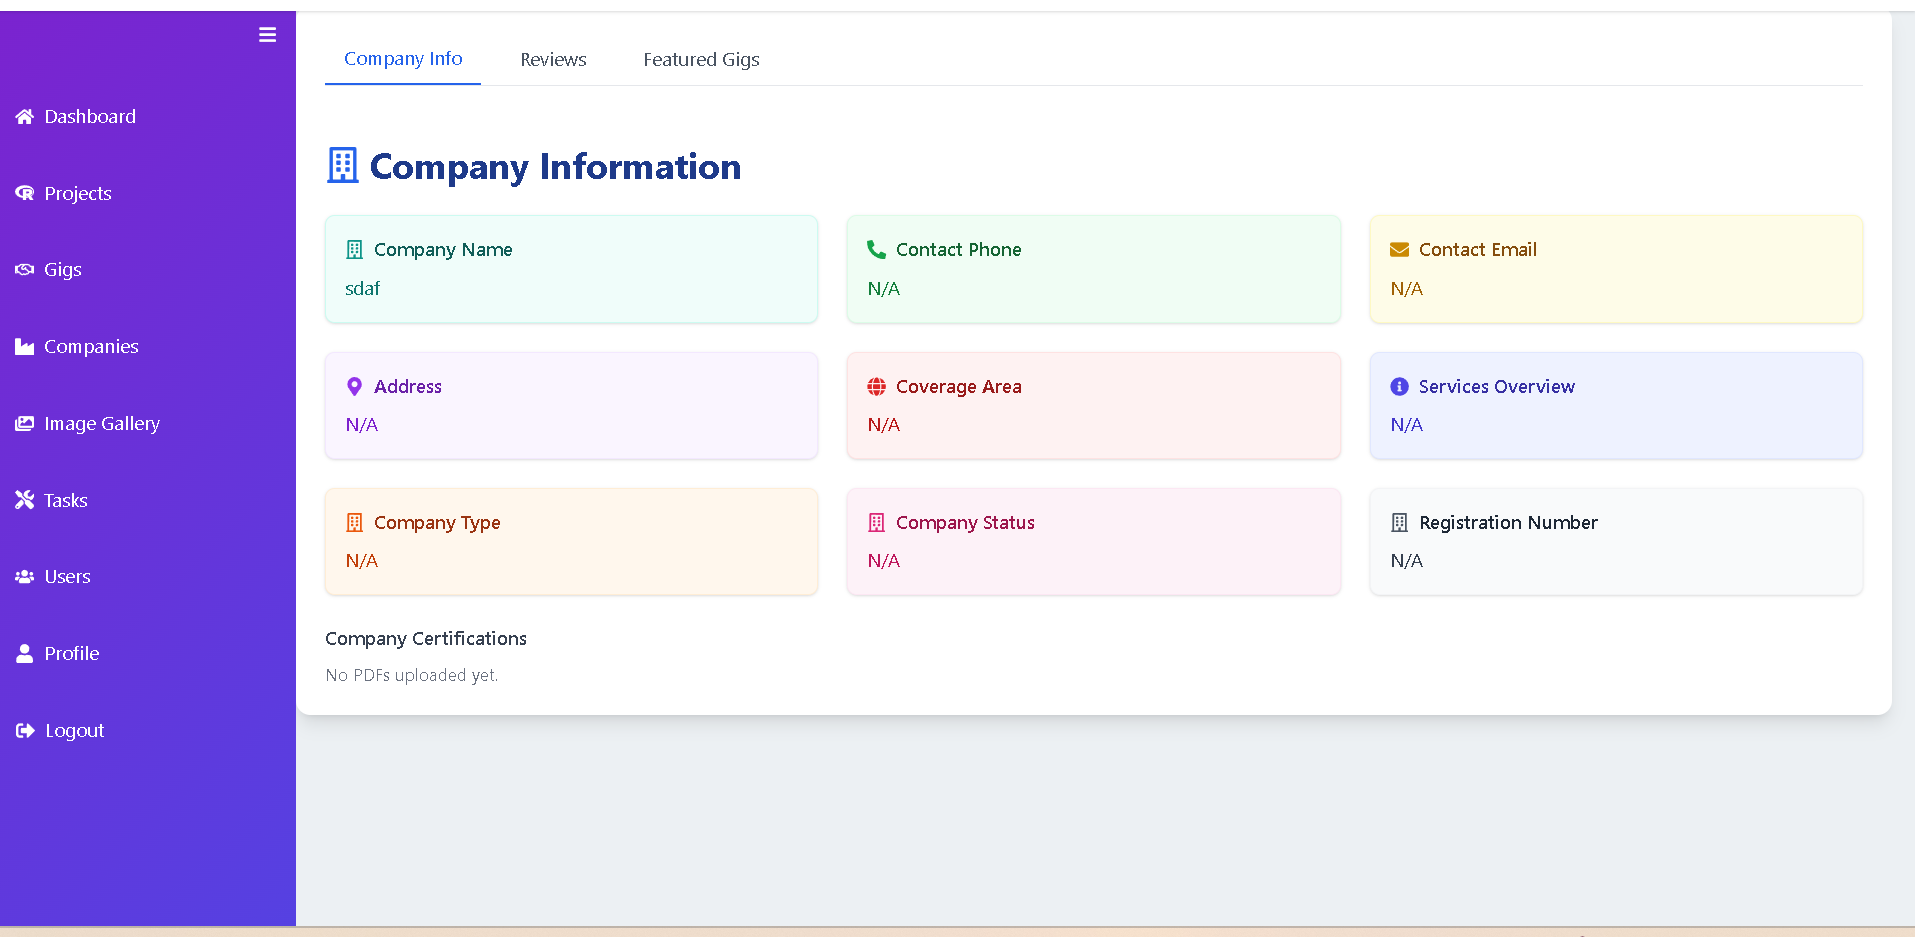 Company Info
Reviews
Featured Gigs
Dashboard
Projects
Gigs
Companies
Image Gallery
Tasks
Users
Profile
Logout
Company Information
Company Name
sdaf
Contact Phone
N/A
Contact Email
N/A
Address
N/A
Coverage Area
N/A
Services Overview
N/A
Company Type
N/A
Company Status
N/A
Registration Number
N/A
Company Certifications
No PDFs uploaded yet.